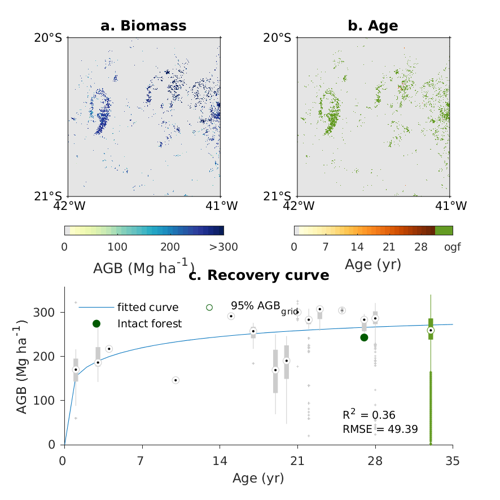 a. Biomass
b. Age
20°S
20°S
21°S
21°S
42°W
41°W
42°W
41°W
0
100
200
>300
0
7
14
21
28
ogf
AGB (Mg ha⁻¹)
Age (yr)
c. Recovery curve
fitted curve
95% AGB_grid
Intact forest
300
200
100
0
AGB (Mg ha⁻¹)
R² = 0.36
RMSE = 49.39
0
7
14
21
28
35
Age (yr)